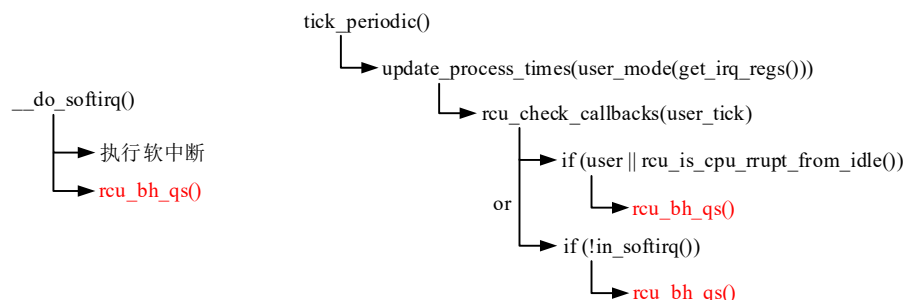 __do_softirq()
执行软中断
rcu_bh_qs()
tick_periodic()
update_process_times(user_mode(get_irq_regs()))
rcu_check_callbacks(user_tick)
if (user || rcu_is_cpu_rrupt_from_idle())
rcu_bh_qs()
or
if (!in_softirq())
rcu_bh_qs()